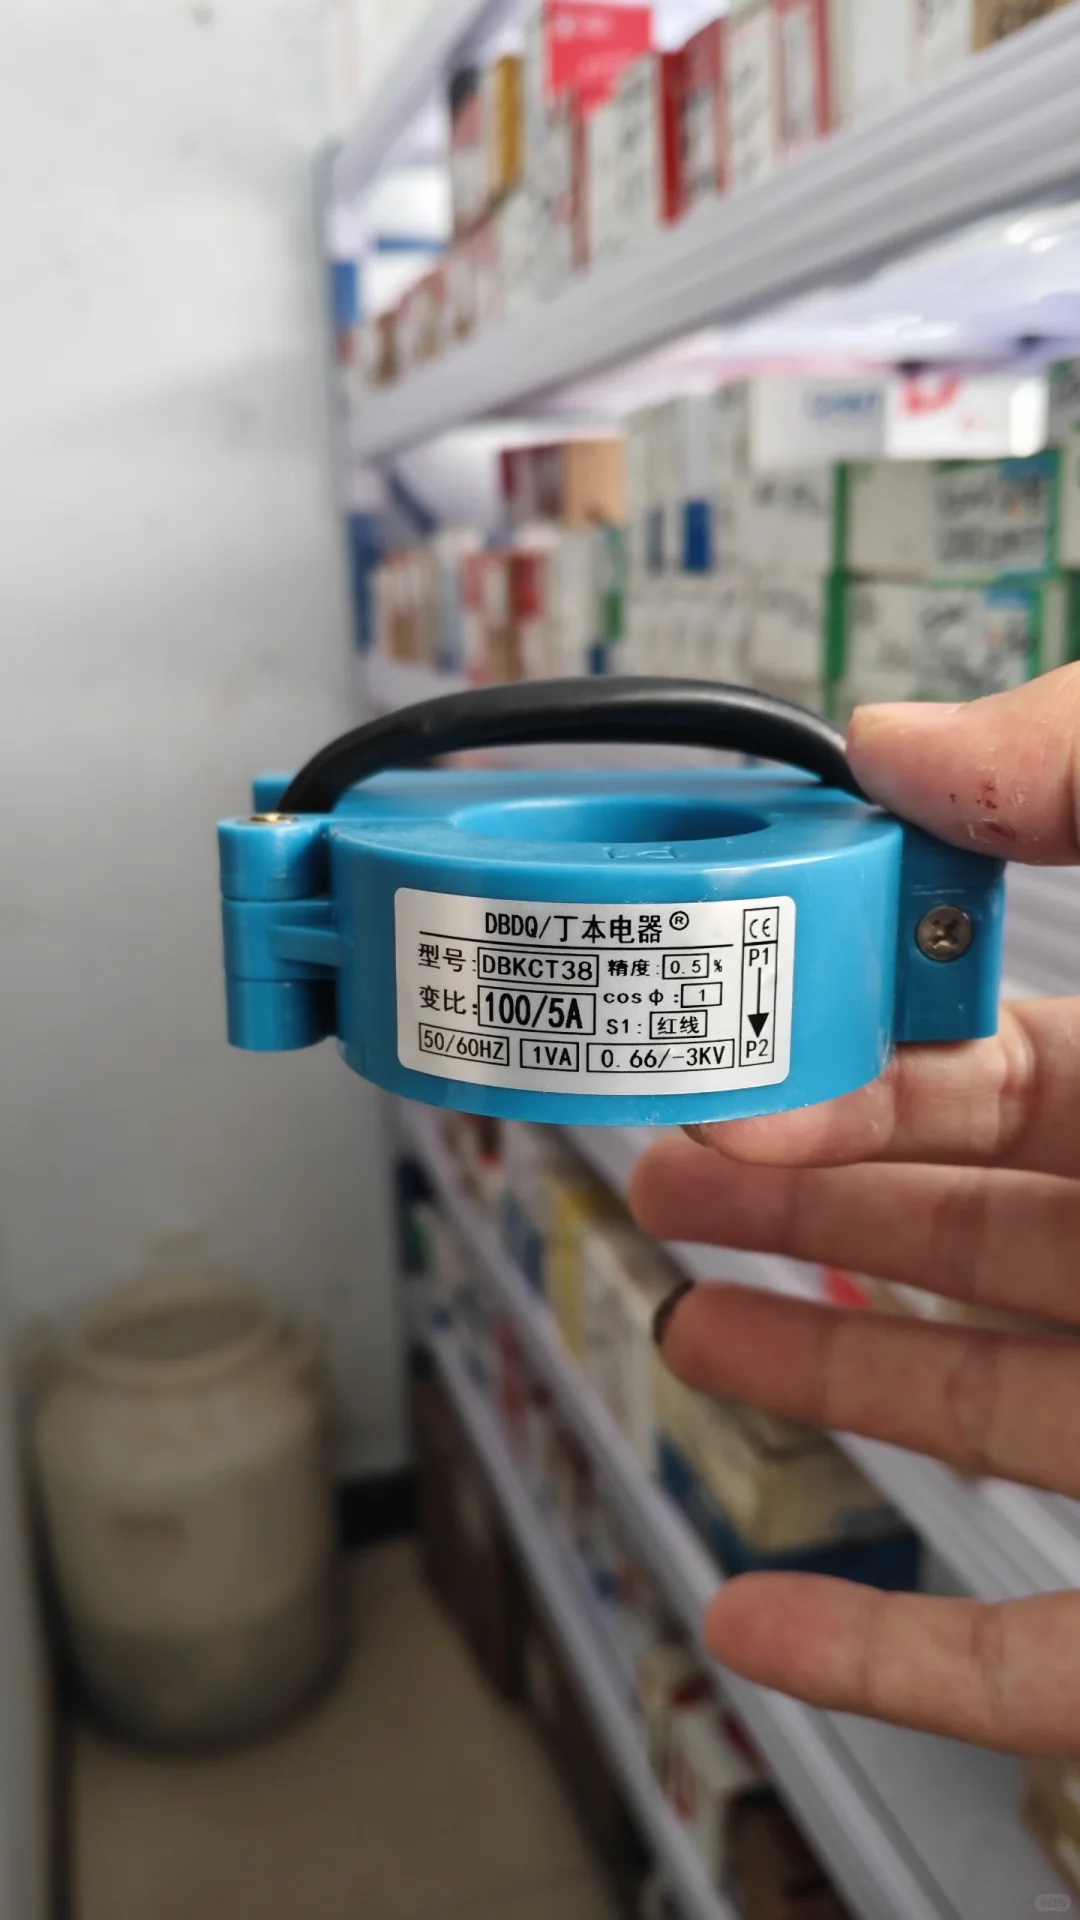 DBDQ/丁本电器®
CE
型号:DBKCT38 精度:0.5%
P1
变比:100/5A cosφ:1
S1:红线
50/60HZ 1VA 0.66/-3KV
P2